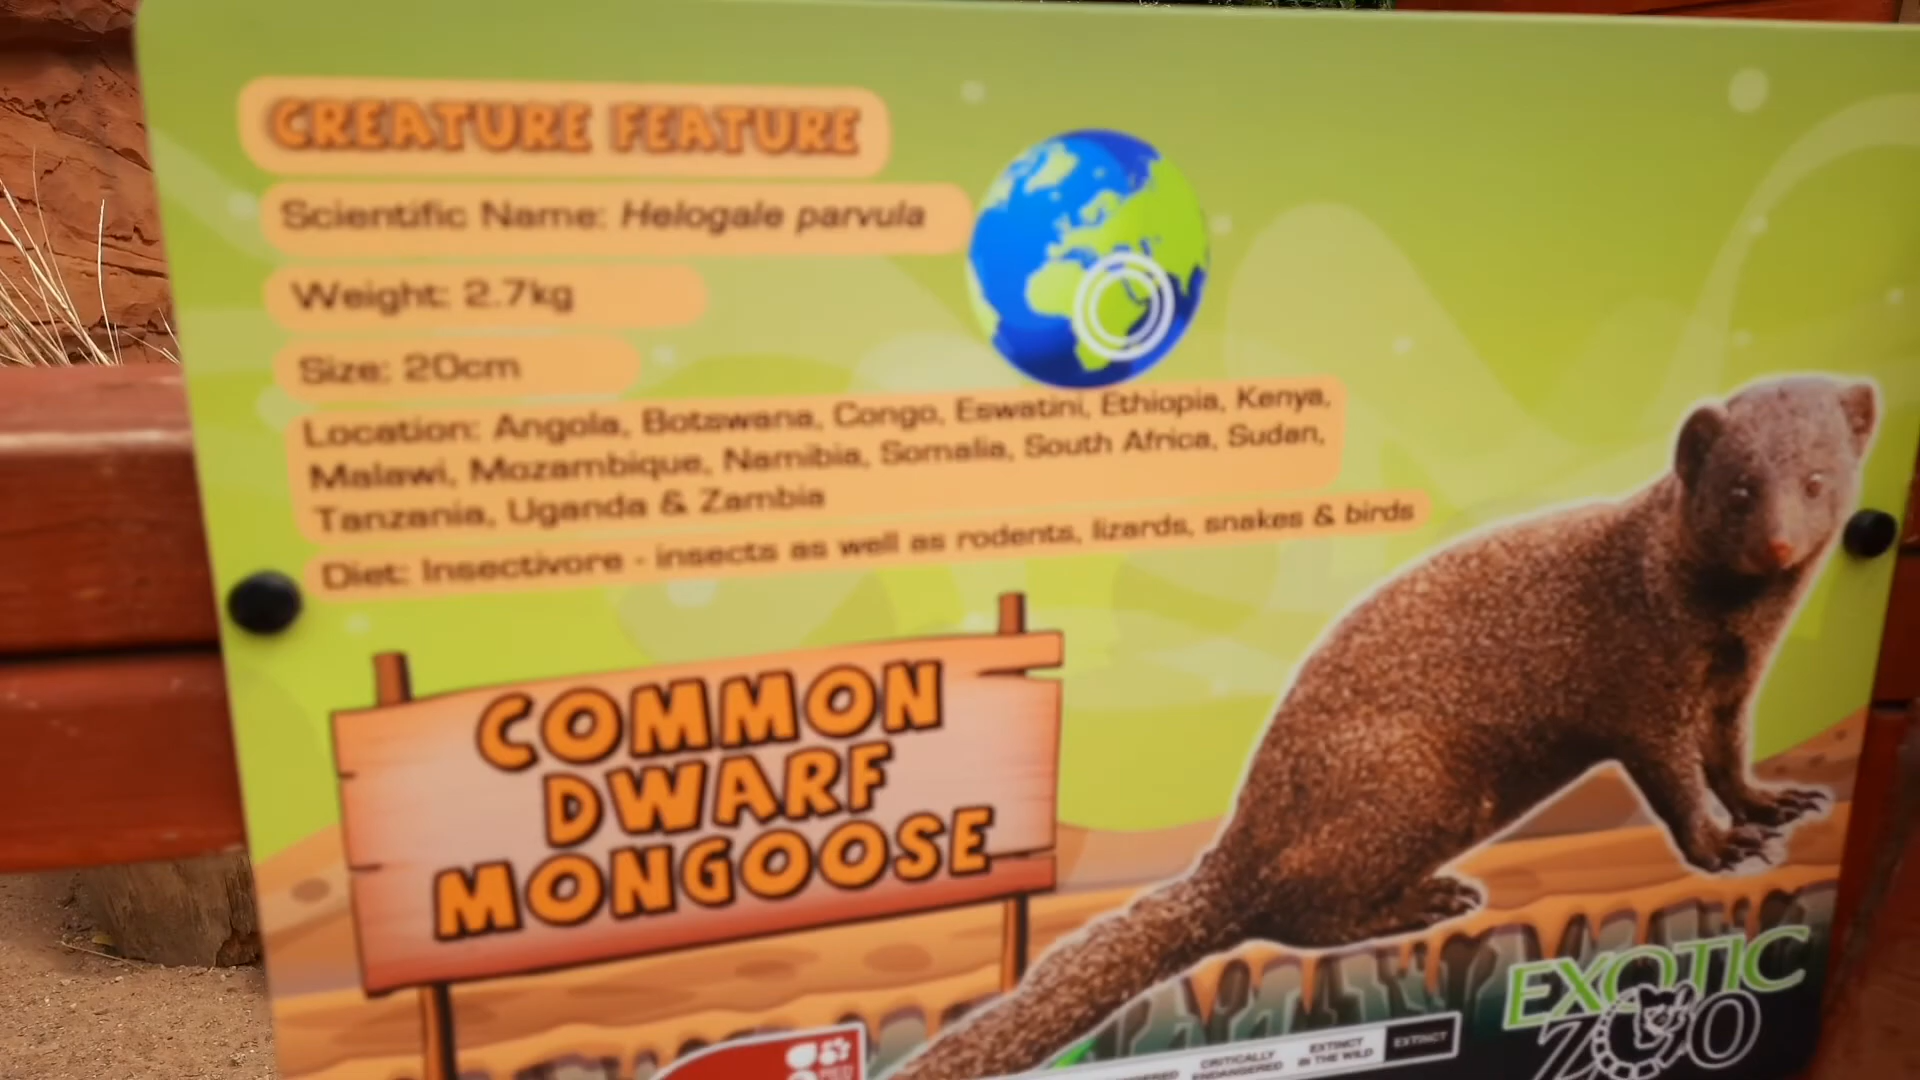 CREATURE FEATURE
Scientific Name: Helogale parvula
Weight: 2.7kg
Size: 20cm
Location: Angola, Botswana, Congo, Eswatini, Ethiopia, Kenya,
Malawi, Mozambique, Namibia, Somalia, South Africa, Sudan,
Tanzania, Uganda & Zambia
Diet: Insectivore - insects as well as rodents, lizards, snakes & birds
COMMON
DWARF
MONGOOSE
EXOTIC
ZOO
CRITICALLY
ENDANGERED
EXTINCT
IN THE WILD
EXTINCT